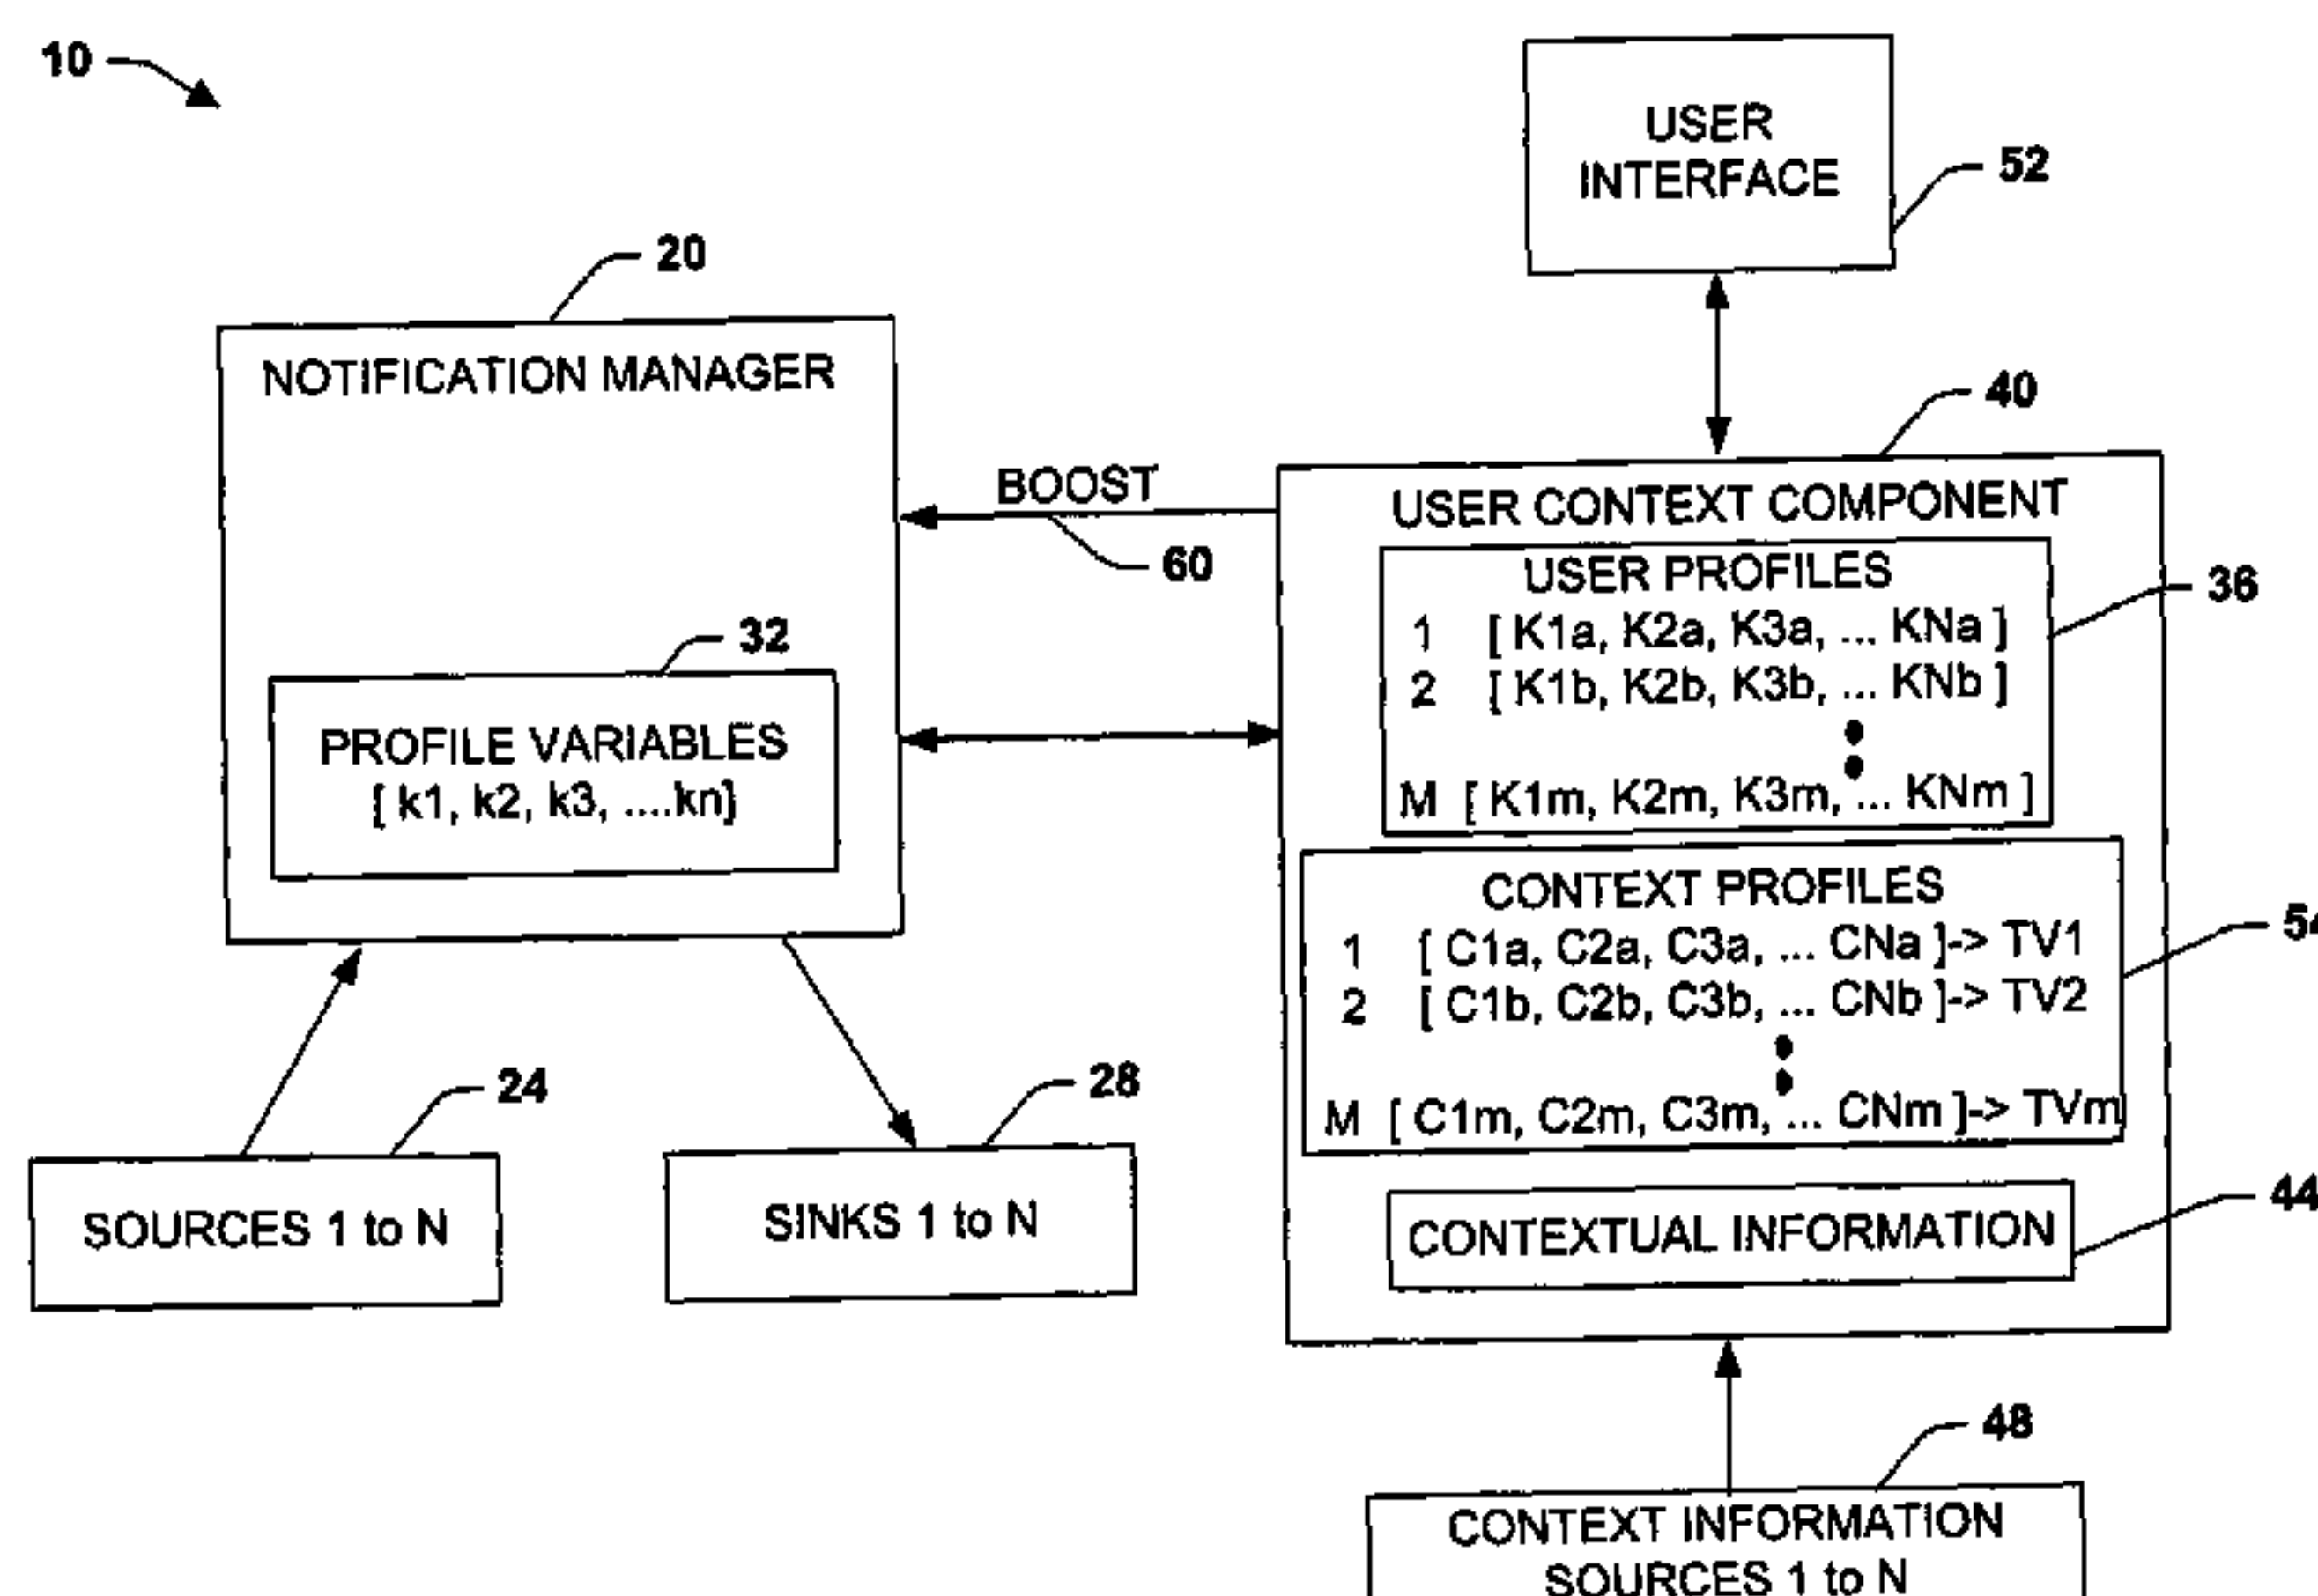 10
USER
INTERFACE
52
20
NOTIFICATION MANAGER
40
BOOST
60
USER CONTEXT COMPONENT
USER PROFILES
36
1 [ K1a, K2a, K3a, ... KNa ]
2 [ K1b, K2b, K3b, ... KNb ]
M [ K1m, K2m, K3m, ... KNm ]
32
PROFILE VARIABLES
[ k1, k2, k3, ....kn]
CONTEXT PROFILES
54
1 [ C1a, C2a, C3a, ... CNa ]-> TV1
2 [ C1b, C2b, C3b, ... CNb ]-> TV2
M [ C1m, C2m, C3m, ... CNm ]-> TVm
24
28
SOURCES 1 to N
SINKS 1 to N
44
CONTEXTUAL INFORMATION
48
CONTEXT INFORMATION
SOURCES 1 to N